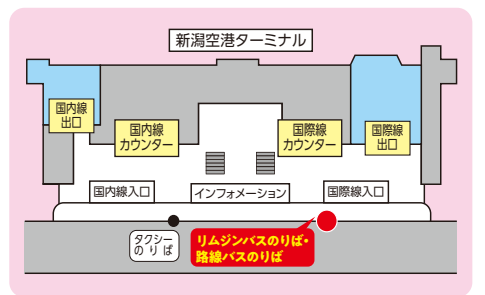 新潟空港ターミナル
国内線
出口
国内線
カウンター
国際線
カウンター
国際線
出口
国内線入口
インフォメーション
国際線入口
タクシー
のりば
リムジンバスのりば・
路線バスのりば